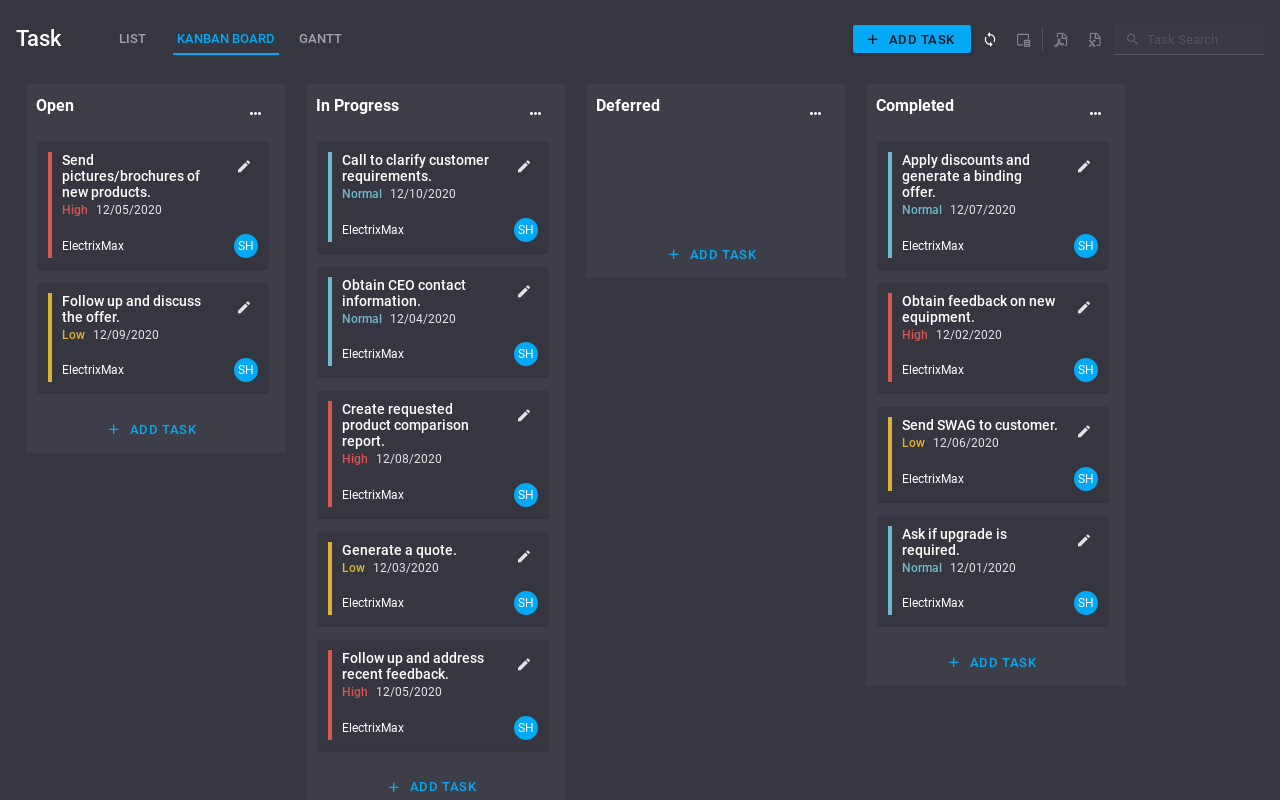 Task
LIST
KANBAN BOARD
GANTT
ADD TASK
Task Search
Open
Send
pictures/brochures of
new products.
High 12/05/2020
ElectrixMax
SH
Follow up and discuss
the offer.
Low 12/09/2020
ElectrixMax
SH
ADD TASK
In Progress
Call to clarify customer
requirements.
Normal 12/10/2020
ElectrixMax
SH
Obtain CEO contact
information.
Normal 12/04/2020
ElectrixMax
SH
Create requested
product comparison
report.
High 12/08/2020
ElectrixMax
SH
Generate a quote.
Low 12/03/2020
ElectrixMax
SH
Follow up and address
recent feedback.
High 12/05/2020
ElectrixMax
SH
ADD TASK
Deferred
ADD TASK
Completed
Apply discounts and
generate a binding
offer.
Normal 12/07/2020
ElectrixMax
SH
Obtain feedback on new
equipment.
High 12/02/2020
ElectrixMax
SH
Send SWAG to customer.
Low 12/06/2020
ElectrixMax
SH
Ask if upgrade is
required.
Normal 12/01/2020
ElectrixMax
SH
ADD TASK